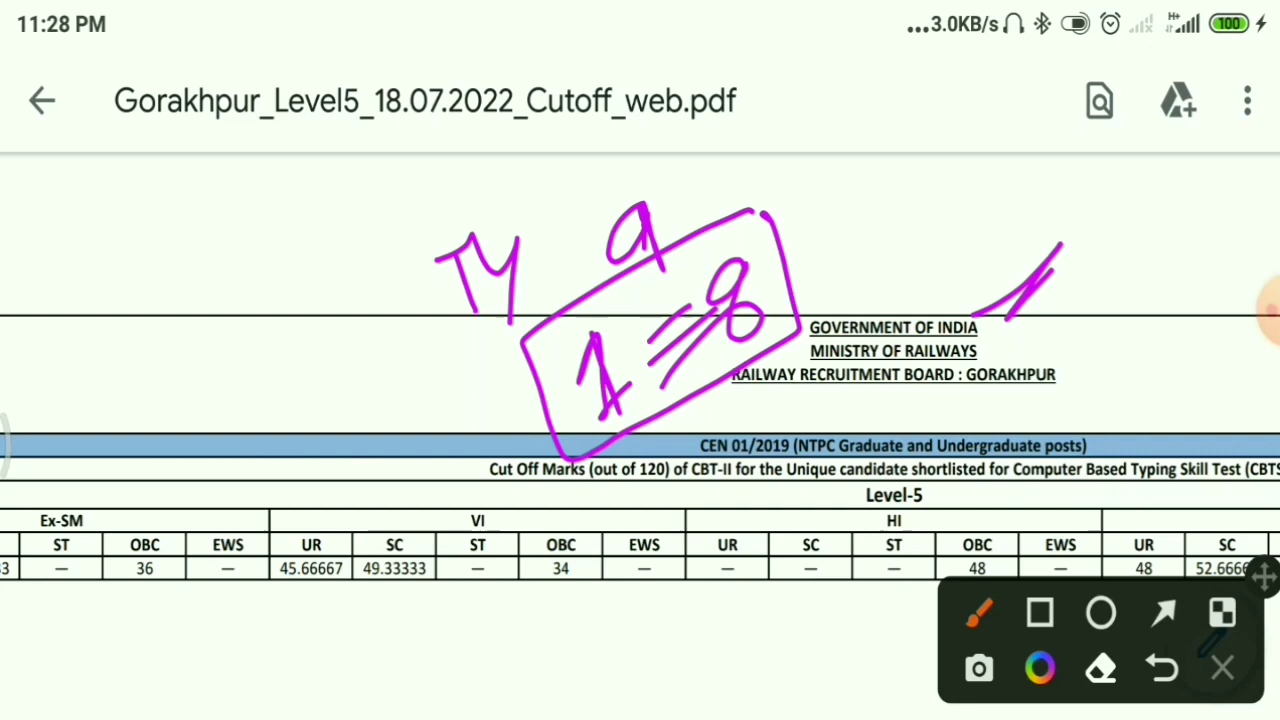 11:28 PM
...3.0KB/s H+ 100
Gorakhpur_Level5_18.07.2022_Cutoff_web.pdf
9
1=8
GOVERNMENT OF INDIA
MINISTRY OF RAILWAYS
RAILWAY RECRUITMENT BOARD : GORAKHPUR
CEN 01/2019 (NTPC Graduate and Undergraduate posts)
Cut Off Marks (out of 120) of CBT-II for the Unique candidate shortlisted for Computer Based Typing Skill Test (CBTS
Level-5
Ex-SM VI HI
ST OBC EWS UR SC ST OBC EWS UR SC ST OBC EWS UR SC
33 — 36 — 45.66667 49.33333 — 34 — — — — 48 — 48 52.6666